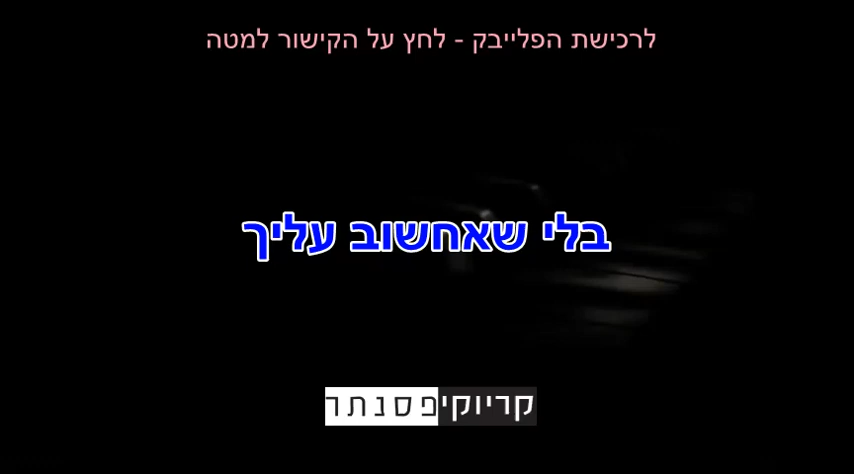 לרכישת הפלייבק - לחץ על הקישור למטה
בלי שאחשוב עליך
קריוקיפסנתר